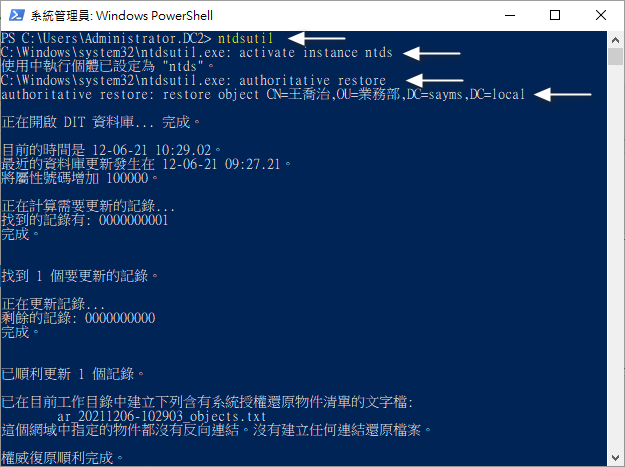 系統管理員: Windows PowerShell
PS C:\Users\Administrator.DC2> ntdsutil
C:\Windows\system32\ntdsutil.exe: activate instance ntds
使用中執行個體已設定為 "ntds"。
C:\Windows\system32\ntdsutil.exe: authoritative restore
authoritative restore: restore object CN=王喬治,OU=業務部,DC=sayms,DC=local
正在開啟 DIT 資料庫... 完成。
目前的時間是 12-06-21 10:29.02。
最近的資料庫更新發生在 12-06-21 09:27.21。
將屬性號碼增加 100000。
正在計算需要更新的記錄...
找到的記錄有: 0000000001
完成。
找到 1 個要更新的記錄。
正在更新記錄...
剩餘的記錄: 0000000000
完成。
已順利更新 1 個記錄。
已在目前工作目錄中建立下列含有系統授權還原物件清單的文字檔:
ar_20211206-102903_objects.txt
這個網域中指定的物件都沒有反向連結。沒有建立任何連結還原檔案。
權威復原順利完成。